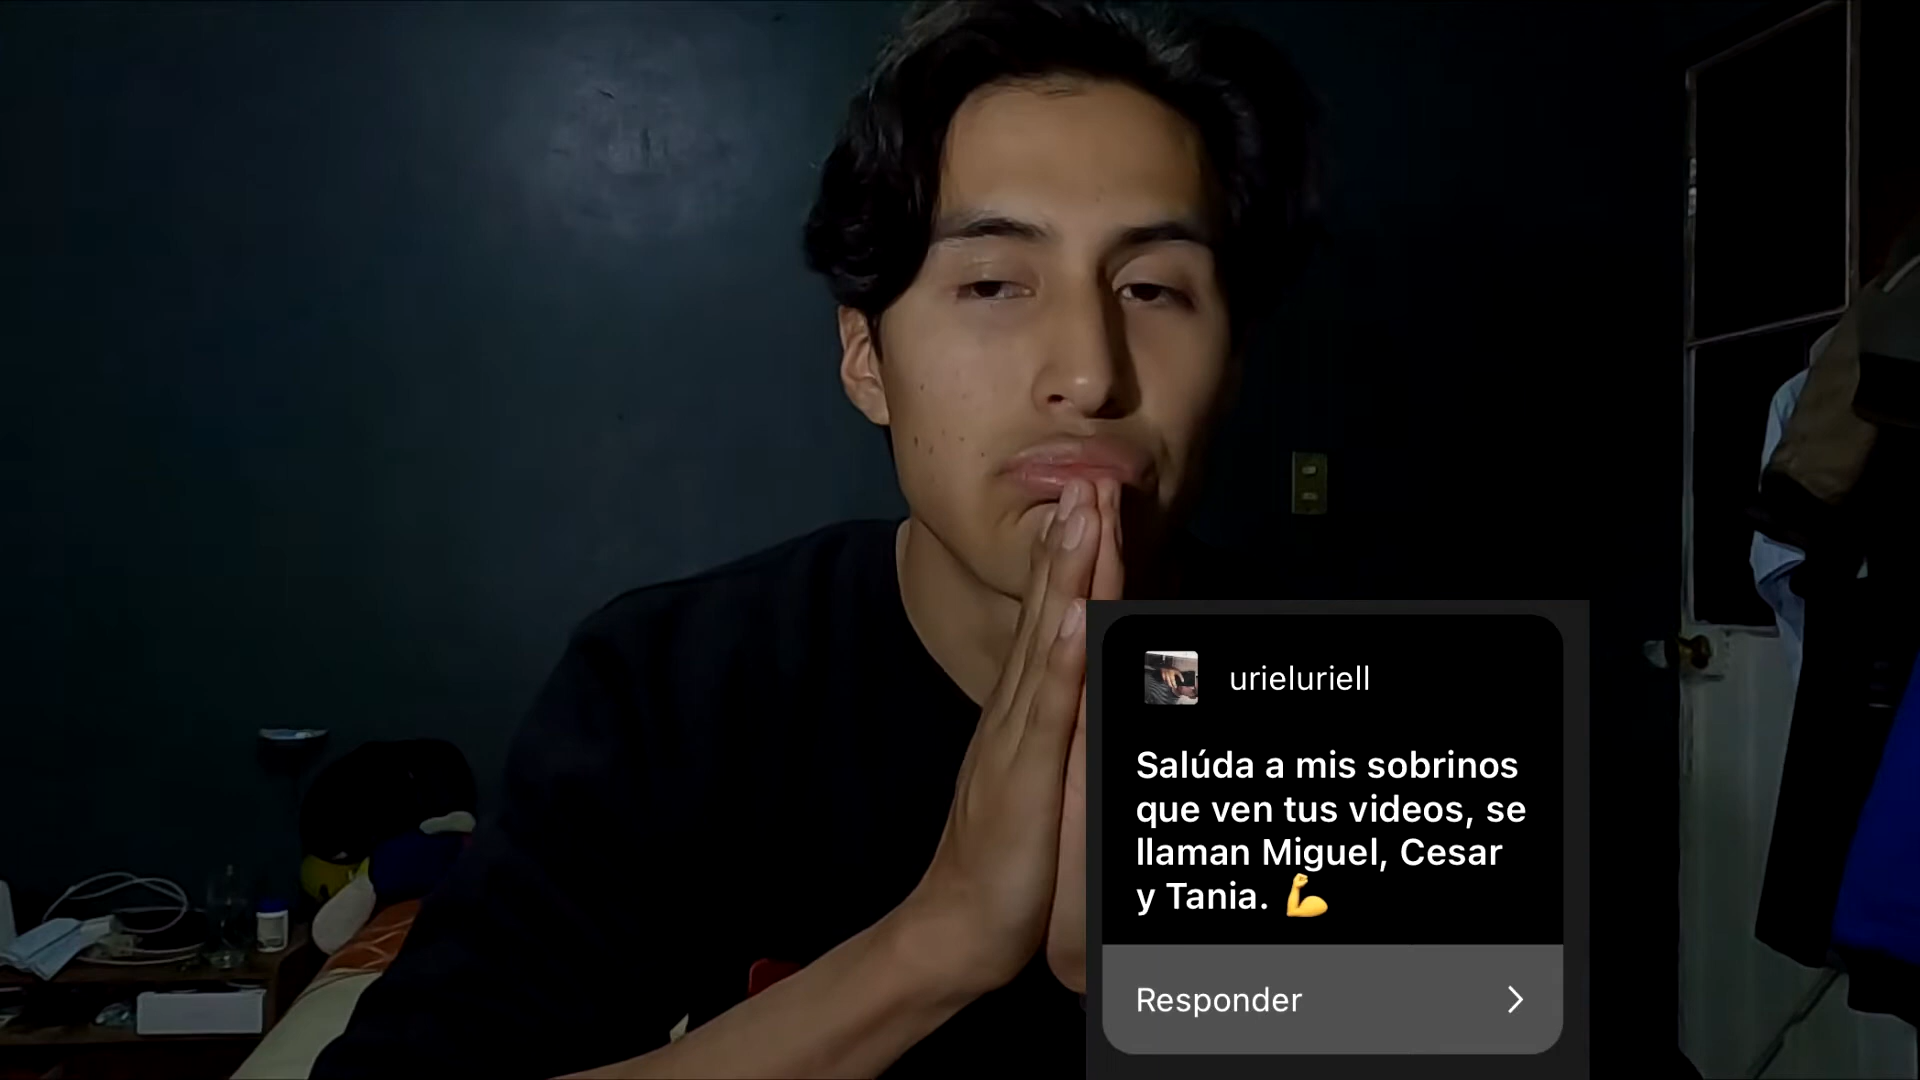 urieluriell
Salúda a mis sobrinos
que ven tus videos, se
llaman Miguel, Cesar
y Tania. 💪
Responder